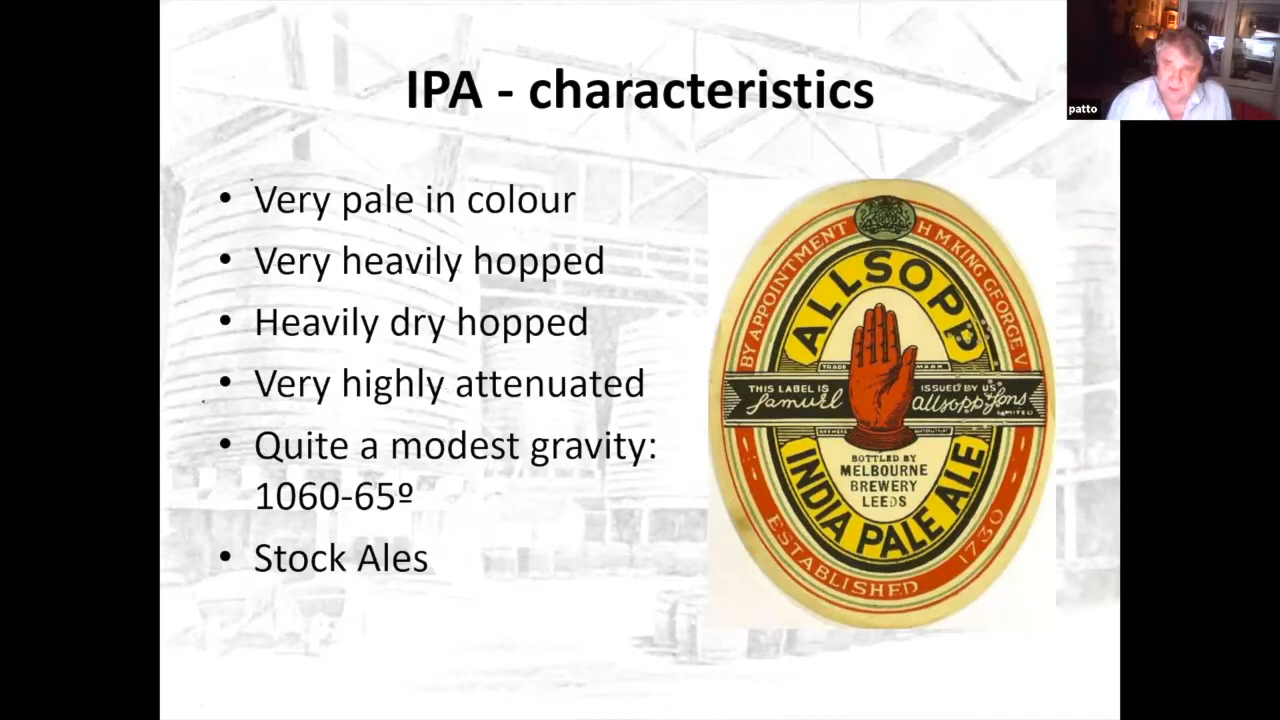 IPA - characteristics
patto
• Very pale in colour
• Very heavily hopped
• Heavily dry hopped
• Very highly attenuated
• Quite a modest gravity:
1060-65º
• Stock Ales
BY APPOINTMENT
H M KING GEORGE V
ALLSOPP
TRADE MARK
THIS LABEL IS ISSUED BY US
Samuel Allsopp & Sons
LIMITED
BOTTLED BY
MELBOURNE
BREWERY
LEEDS
INDIA PALE ALE
ESTABLISHED 1730